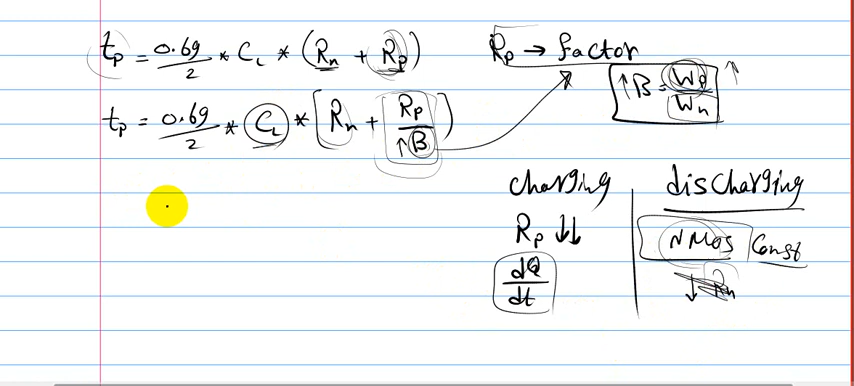 tp = 0.69/2 * CL * (Rn + Rp)
Rp → factor
↑B = Wp/Wn ↑
tp = 0.69/2 * CL * [Rn + Rp/↑B)
charging
discharging
Rp ↓↓
NMOS const
dQ/dt
↓ Rn